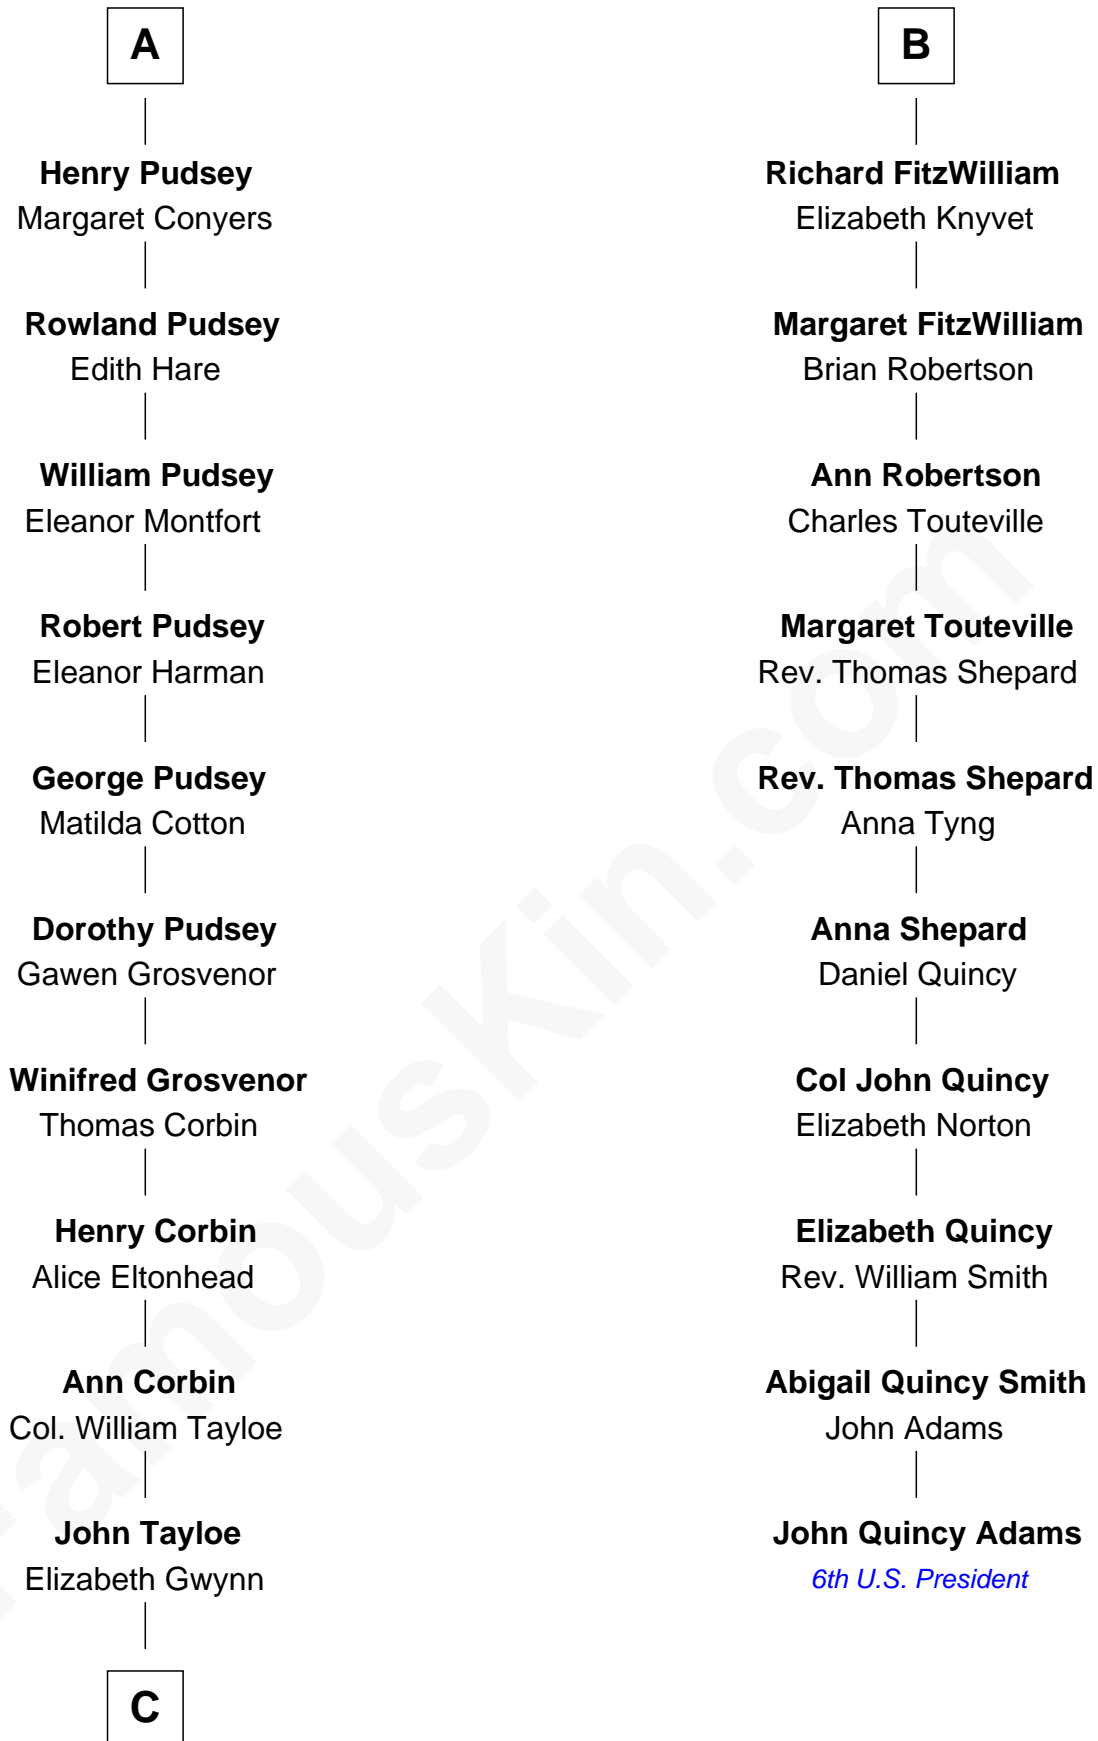 A
Henry Pudsey
Margaret Conyers
Rowland Pudsey
Edith Hare
William Pudsey
Eleanor Montfort
Robert Pudsey
Eleanor Harman
George Pudsey
Matilda Cotton
Dorothy Pudsey
Gawen Grosvenor
Winifred Grosvenor
Thomas Corbin
Henry Corbin
Alice Eltonhead
Ann Corbin
Col. William Tayloe
John Tayloe
Elizabeth Gwynn
C
B
Richard FitzWilliam
Elizabeth Knyvet
Margaret FitzWilliam
Brian Robertson
Ann Robertson
Charles Touteville
Margaret Touteville
Rev. Thomas Shepard
Rev. Thomas Shepard
Anna Tyng
Anna Shepard
Daniel Quincy
Col John Quincy
Elizabeth Norton
Elizabeth Quincy
Rev. William Smith
Abigail Quincy Smith
John Adams
John Quincy Adams
6th U.S. President
FamousKin.com